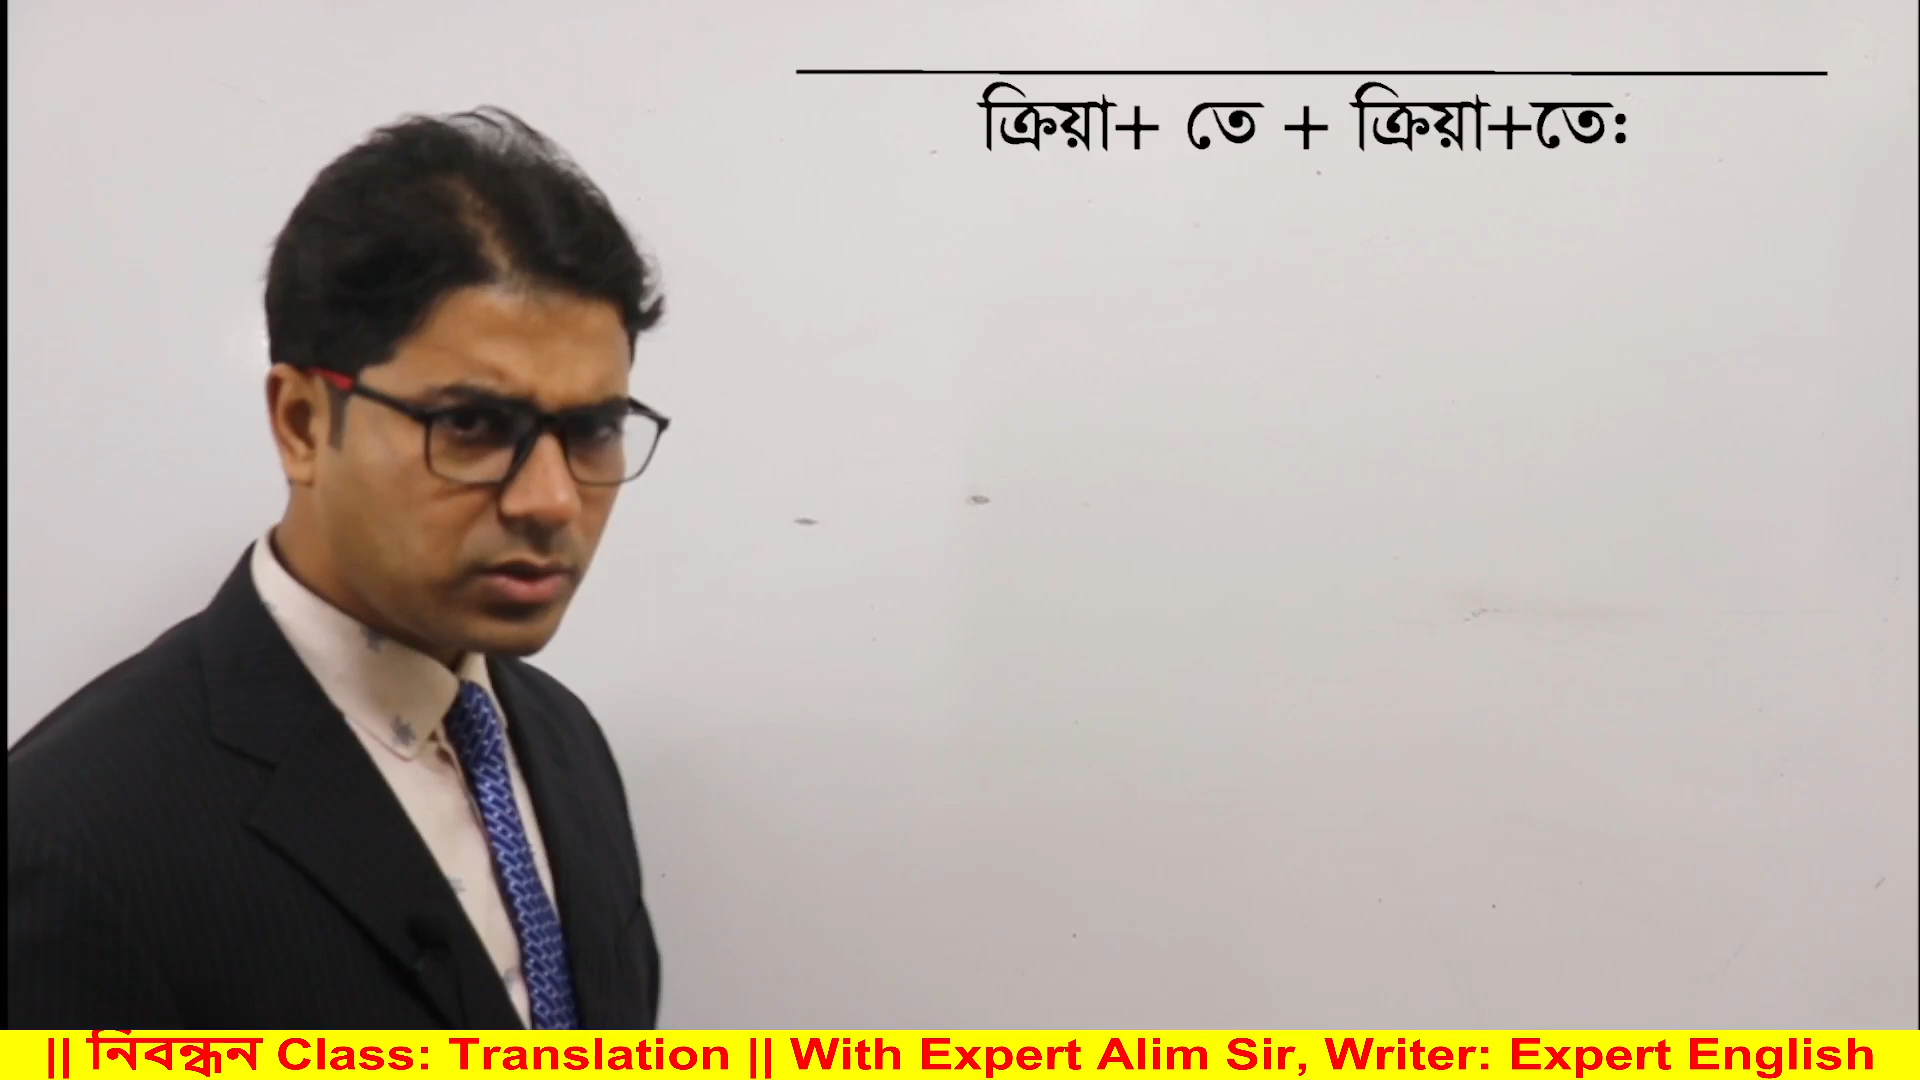 ক্রিয়া+ তে + ক্রিয়া+তেঃ
|| নিবন্ধন Class: Translation || With Expert Alim Sir, Writer: Expert English